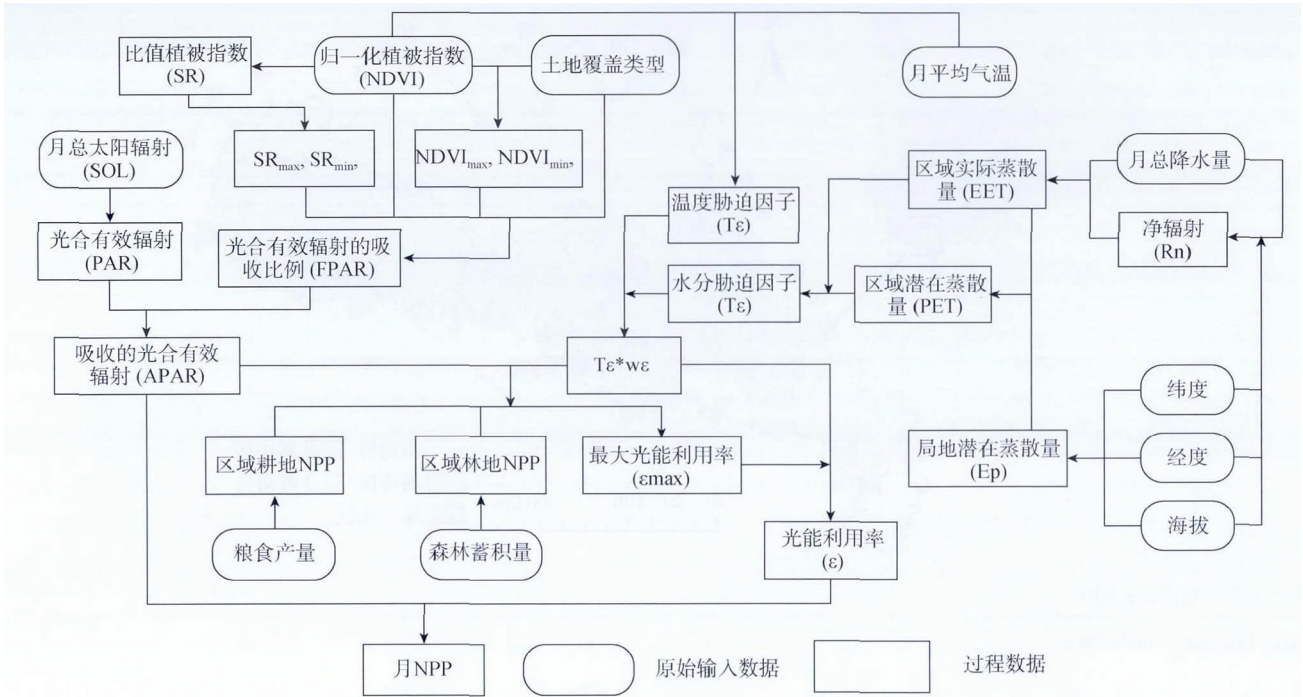 比值植被指数
(SR)
归一化植被指数
(NDVI)
土地覆盖类型
月平均气温
月总太阳辐射
(SOL)
SRmax, SRmin,
NDVImax, NDVImin,
区域实际蒸散
量 (EET)
月总降水量
温度胁迫因子
(Tε)
光合有效辐射
(PAR)
光合有效辐射的吸
收比例 (FPAR)
净辐射
(Rn)
水分胁迫因子
(Tε)
区域潜在蒸散
量 (PET)
吸收的光合有效
辐射 (APAR)
Tε*wε
纬度
区域耕地NPP
区域林地NPP
最大光能利用率
(εmax)
局地潜在蒸散量
(Ep)
经度
粮食产量
森林蓄积量
光能利用率
(ε)
海拔
月NPP
原始输入数据
过程数据